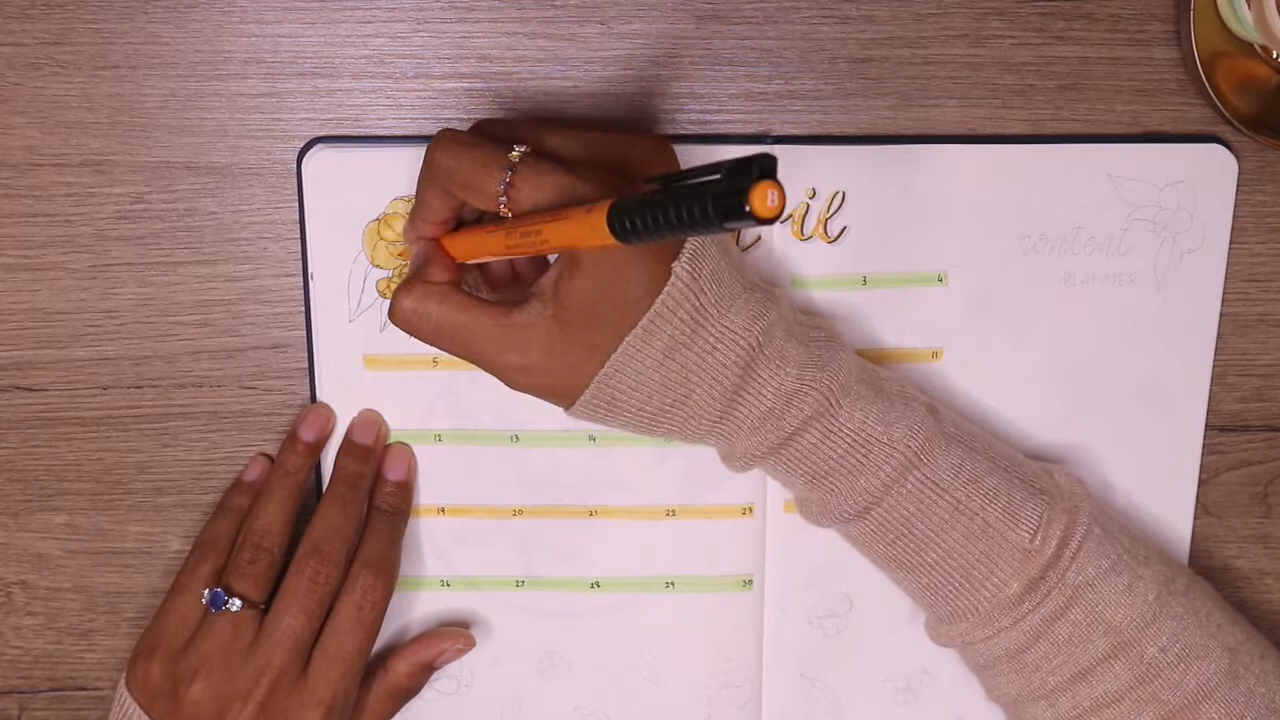 B
il
content
PLANNER
3 4
5 11
12 13 14
19 20 21 22 23
26 27 28 29 30